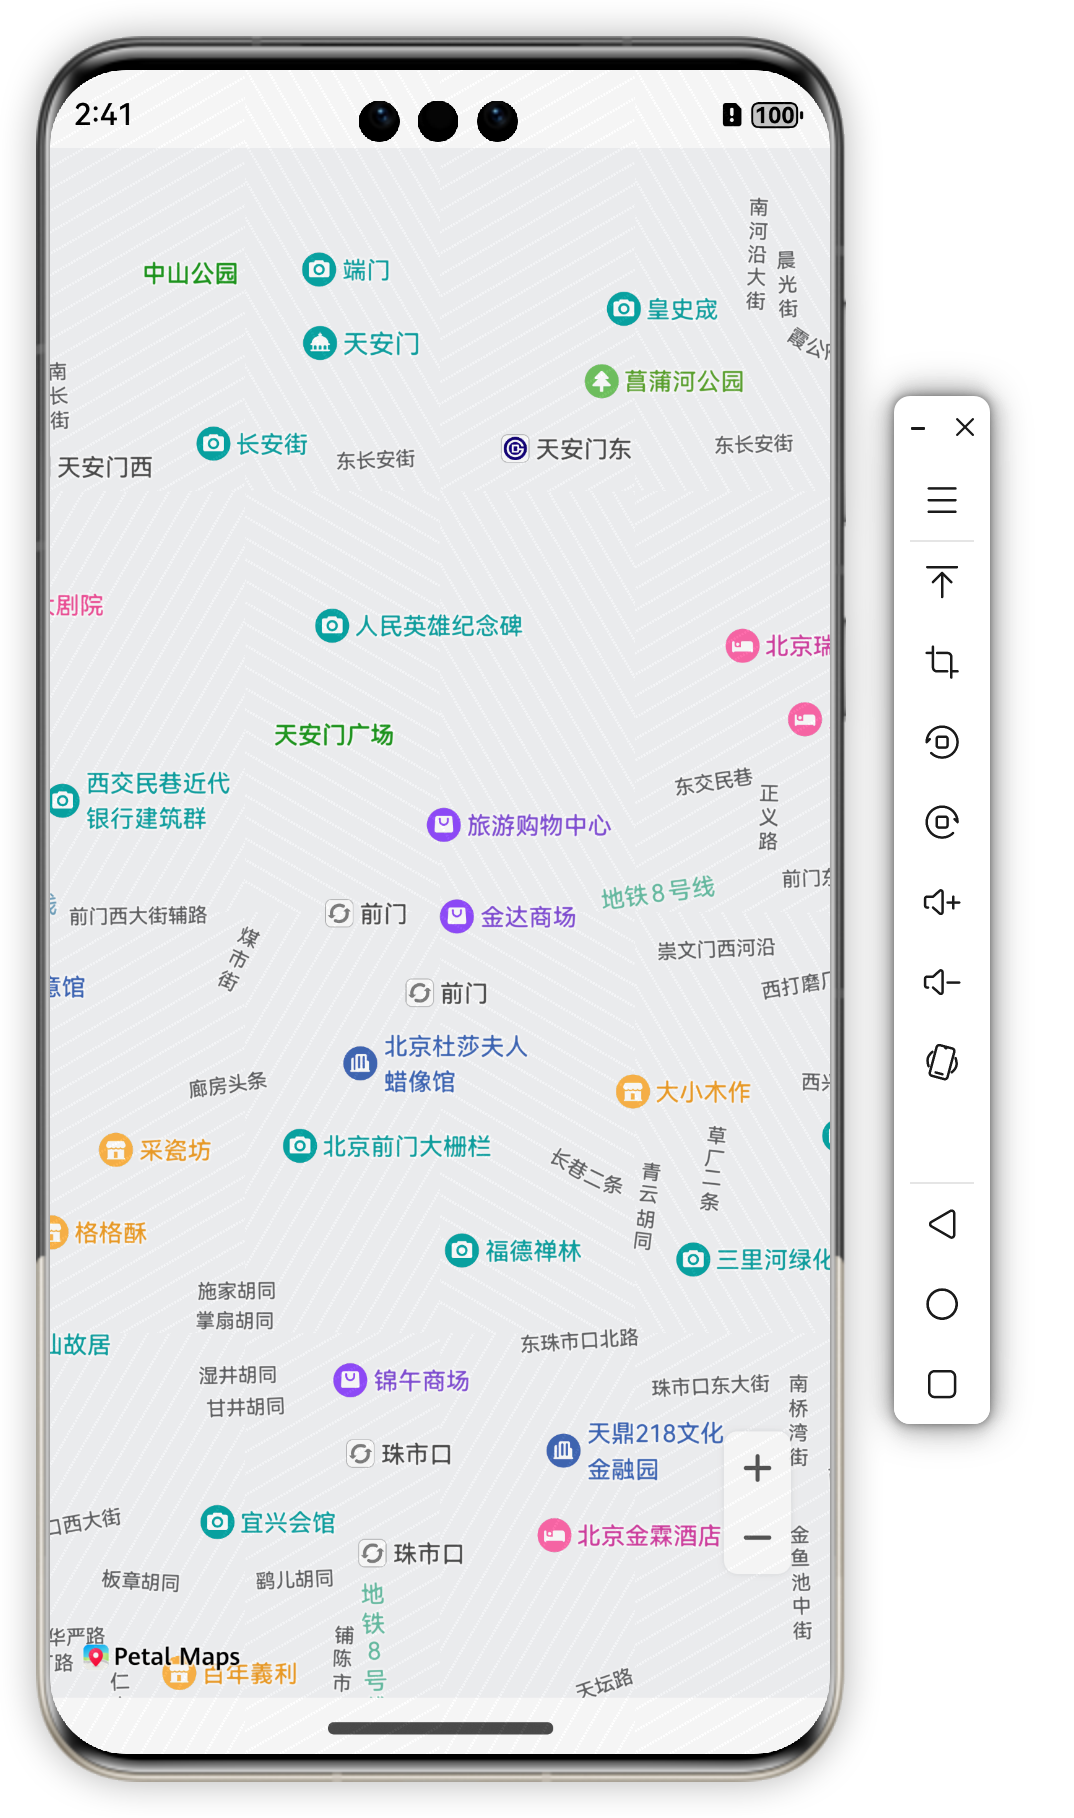 2:41
100
南河沿大街
晨光街
中山公园
端门
皇史宬
天安门
霞公
菖蒲河公园
南长街
长安街
东长安街
天安门东
东长安街
天安门西
剧院
人民英雄纪念碑
北京瑞
天安门广场
西交民巷近代
银行建筑群
东交民巷
正义路
旅游购物中心
前门东
地铁8号线
前门西大街辅路
前门
金达商场
煤市街
崇文门西河沿
意馆
前门
西打磨厂
北京杜莎夫人
蜡像馆
廊房头条
大小木作
西兴
采瓷坊
北京前门大栅栏
草厂二条
长巷二条
青云胡同
格格酥
福德禅林
三里河绿化
施家胡同
掌扇胡同
故居
东珠市口北路
湿井胡同
锦午商场
珠市口东大街
南桥湾街
甘井胡同
天鼎218文化
金融园
珠市口
口西大街
宜兴会馆
北京金霖酒店
珠市口
金鱼池中街
板章胡同
鹞儿胡同
地铁8号
铺陈市
华严路
路
Petal Maps
仁
百年義利
天坛路